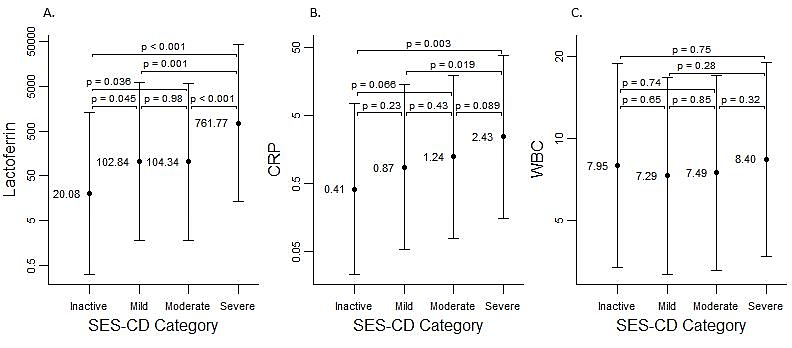 A.
Lactoferrin
50000
5000
500
50
5
0.5
p < 0.001
p = 0.001
p = 0.036
p = 0.045
p = 0.98
p < 0.001
20.08
102.84
104.34
761.77
Inactive Mild Moderate Severe
SES-CD Category
B.
CRP
50
5
0.5
0.05
p = 0.003
p = 0.019
p = 0.066
p = 0.23
p = 0.43
p = 0.089
0.41
0.87
1.24
2.43
Inactive Mild Moderate Severe
SES-CD Category
C.
WBC
20
10
5
p = 0.75
p = 0.28
p = 0.74
p = 0.65
p = 0.85
p = 0.32
7.95
7.29
7.49
8.40
Inactive Mild Moderate Severe
SES-CD Category